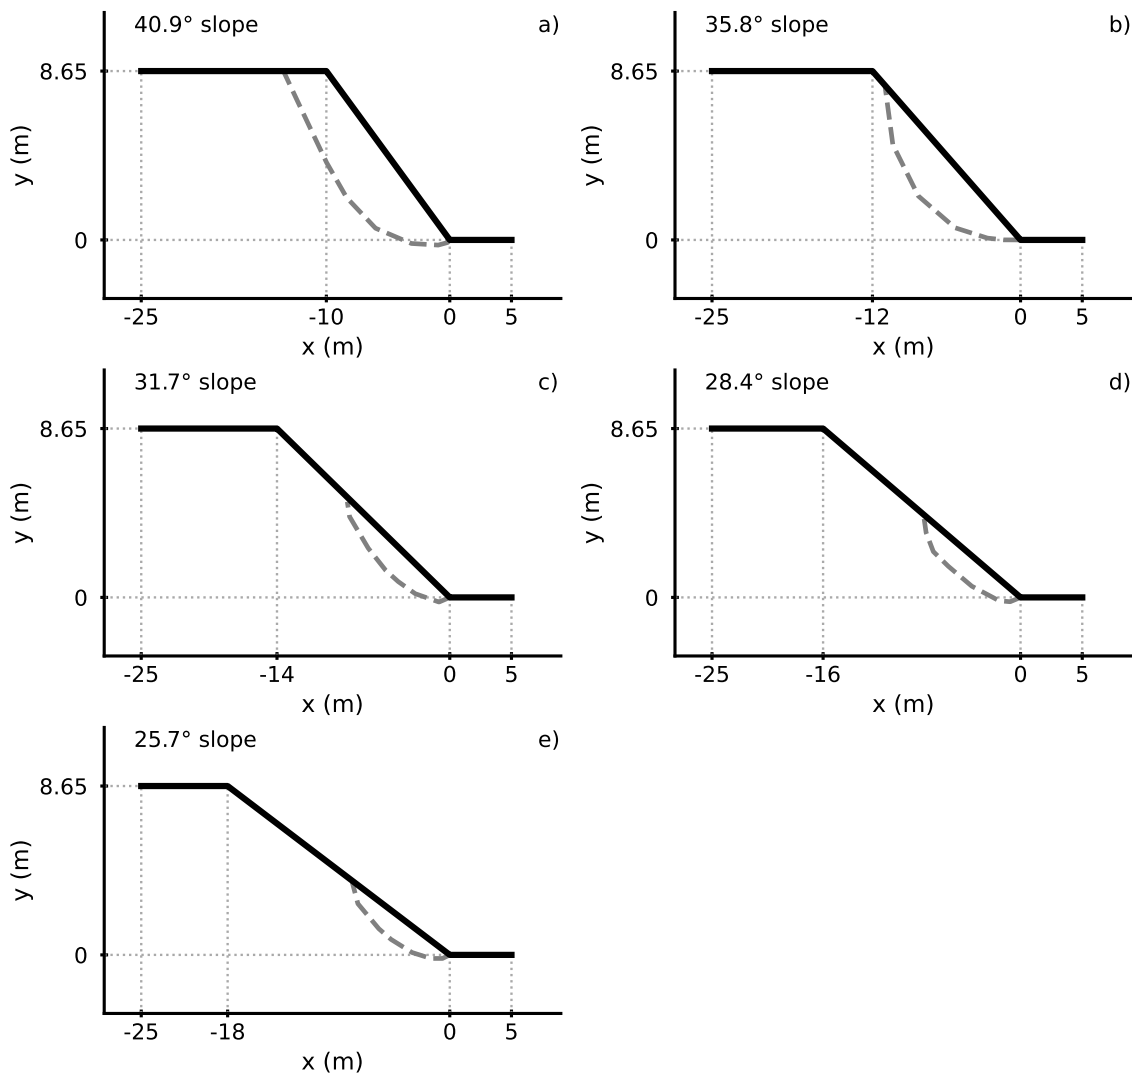 40.9° slope
a)
8.65
y (m)
0
-25
-10
0
5
x (m)
35.8° slope
b)
8.65
y (m)
0
-25
-12
0
5
x (m)
31.7° slope
c)
8.65
y (m)
0
-25
-14
0
5
x (m)
28.4° slope
d)
8.65
y (m)
0
-25
-16
0
5
x (m)
25.7° slope
e)
8.65
y (m)
0
-25
-18
0
5
x (m)